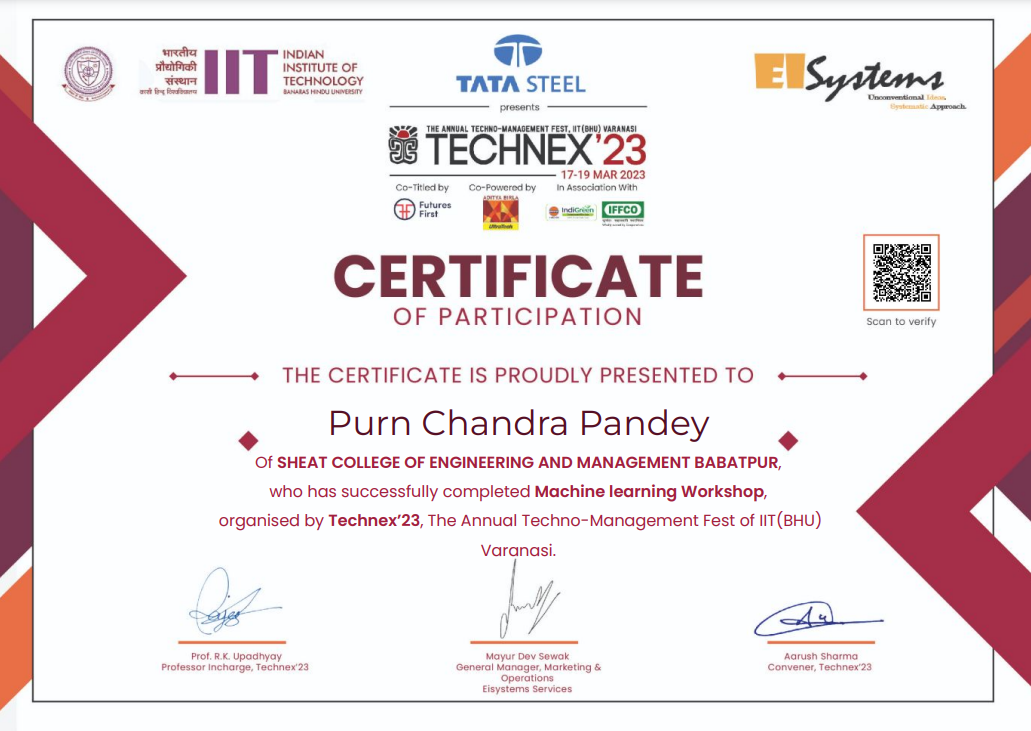 भारतीय
प्रौद्योगिकी
संस्थान
काशी हिन्दू विश्वविद्यालय
IIT
INDIAN
INSTITUTE OF
TECHNOLOGY
BANARAS HINDU UNIVERSITY
TATA STEEL
presents
EISystems
Unconventional Ideas.
Systematic Approach.
THE ANNUAL TECHNO-MANAGEMENT FEST, IIT(BHU) VARANASI
TECHNEX'23
17-19 MAR 2023
Co-Titled by
Futures
First
Co-Powered by
ADITYA BIRLA
UltraTech
In Association With
IndiGreen
IFFCO
CERTIFICATE
OF PARTICIPATION
Scan to verify
THE CERTIFICATE IS PROUDLY PRESENTED TO
Purn Chandra Pandey
Of SHEAT COLLEGE OF ENGINEERING AND MANAGEMENT BABATPUR,
who has successfully completed Machine learning Workshop,
organised by Technex'23, The Annual Techno-Management Fest of IIT(BHU)
Varanasi.
Prof. R.K. Upadhyay
Professor Incharge, Technex'23
Mayur Dev Sewak
General Manager, Marketing &
Operations
Eisystems Services
Aarush Sharma
Convener, Technex'23